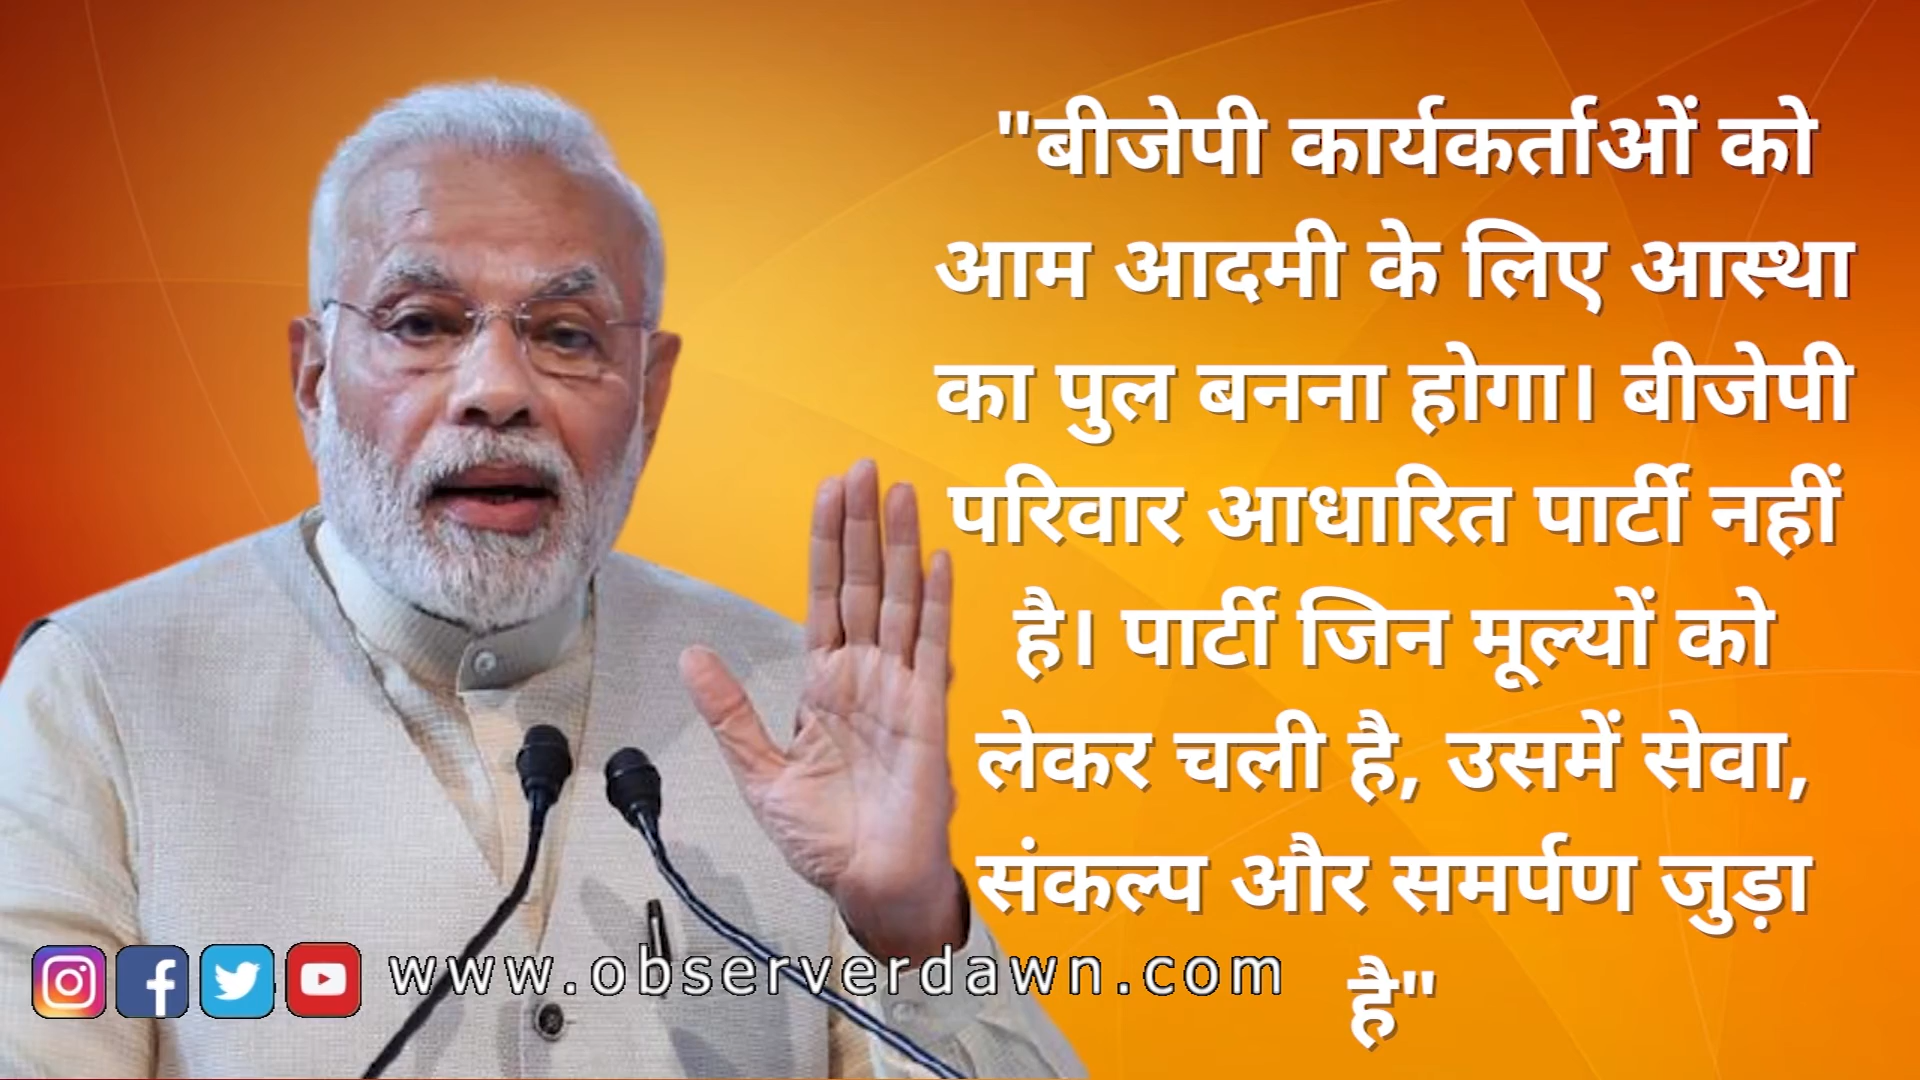 "बीजेपी कार्यकर्ताओं को
आम आदमी के लिए आस्था
का पुल बनना होगा। बीजेपी
परिवार आधारित पार्टी नहीं
है। पार्टी जिन मूल्यों को
लेकर चली है, उसमें सेवा,
संकल्प और समर्पण जुड़ा
है"
www.observerdawn.com